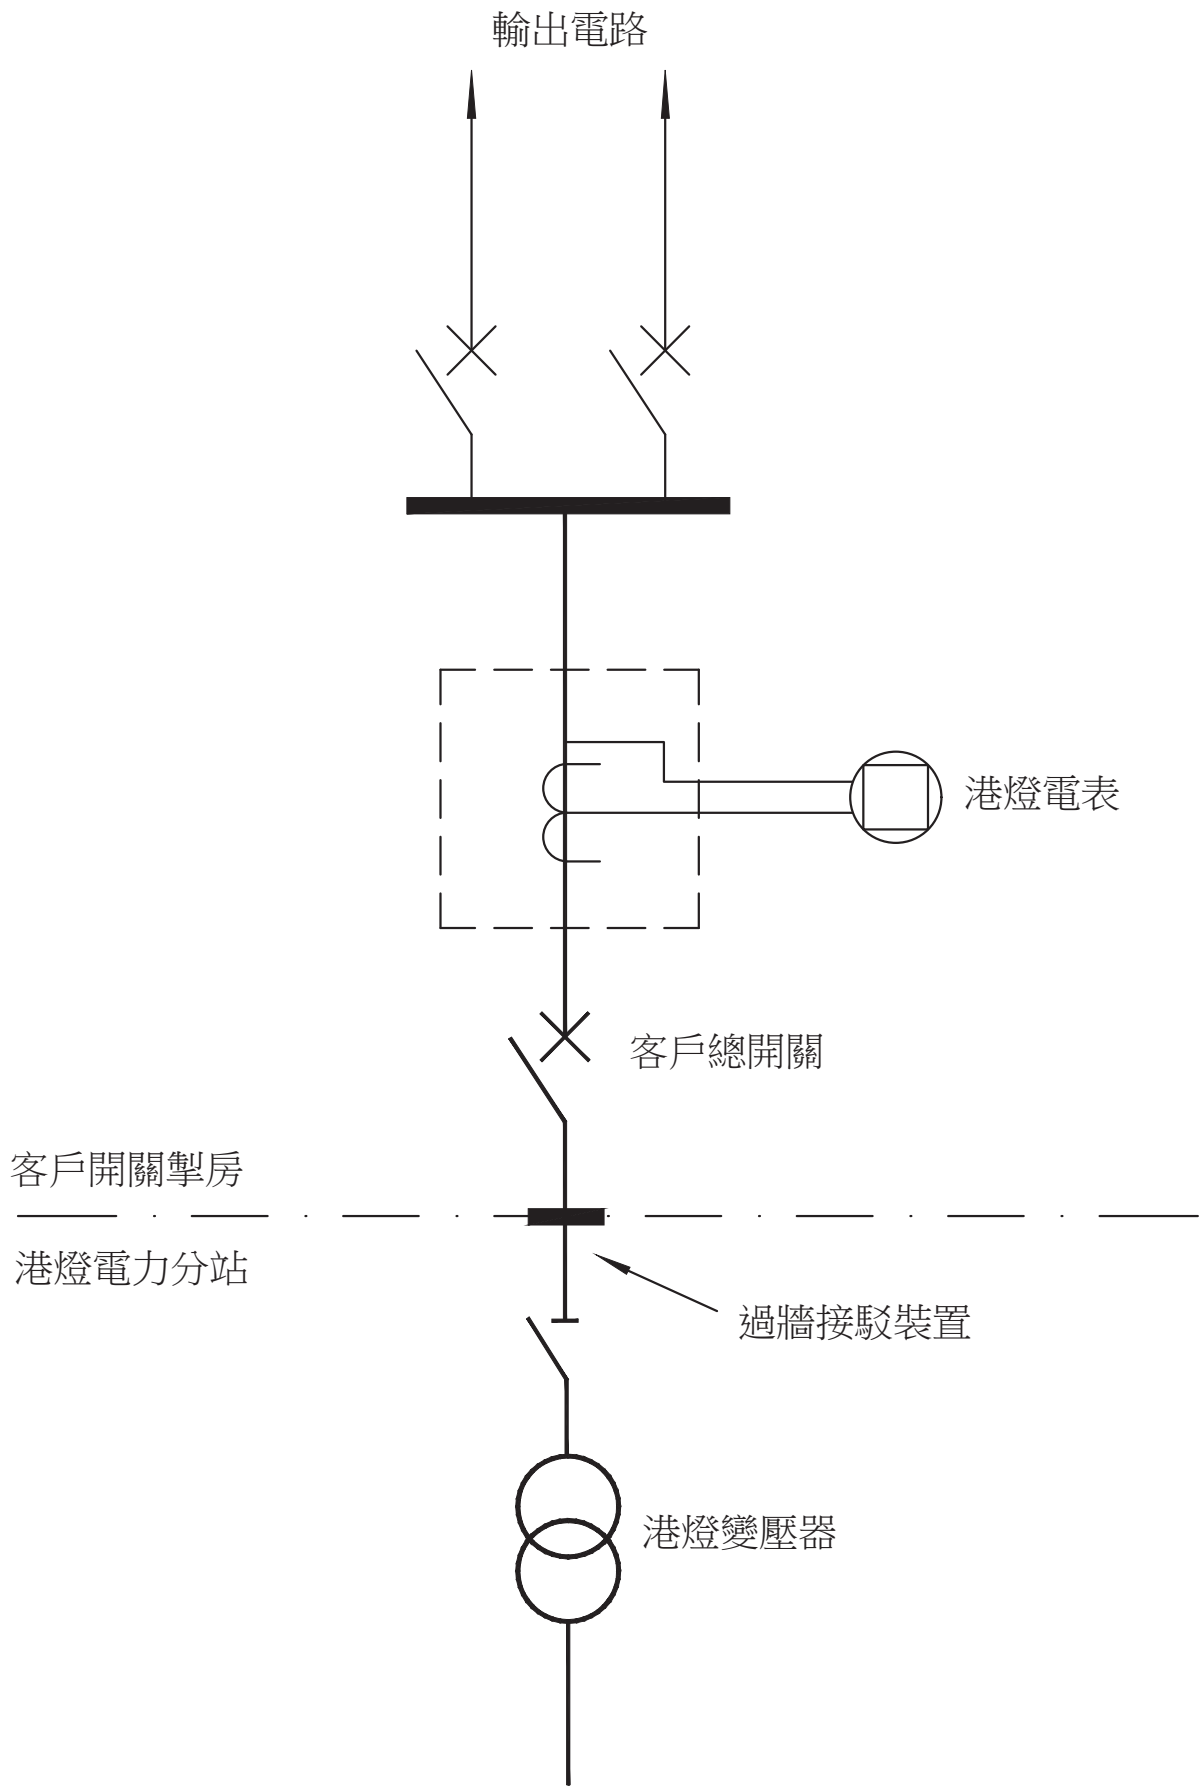 輸出電路
港燈電表
客戶總開關
客戶開關掣房
港燈電力分站
過牆接駁裝置
港燈變壓器